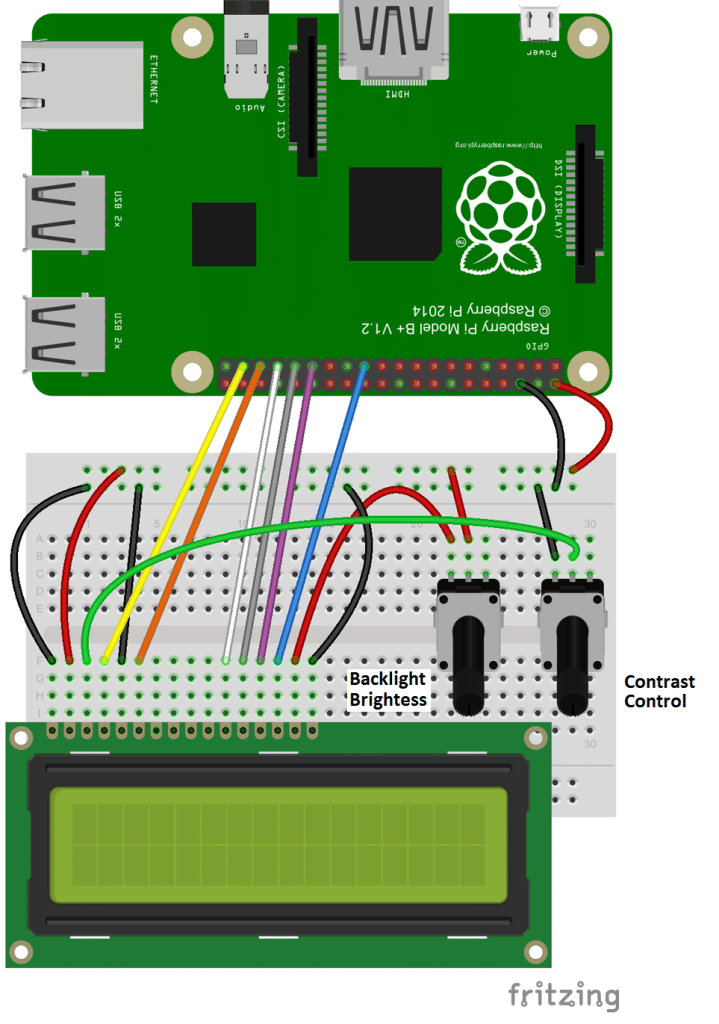 Power
ETHERNET
Audio
CSI (CAMERA)
HDMI
http://www.raspberrypi.org
DSI (DISPLAY)
USB 2x
TM
© Raspberry Pi 2014
Raspberry Pi Model B+ V1.2
GPIO
USB 2x
1
5
20
30
A
B
C
D
E
F
G
H
I
Backlight
Brightess
Contrast
Control
30
fritzing